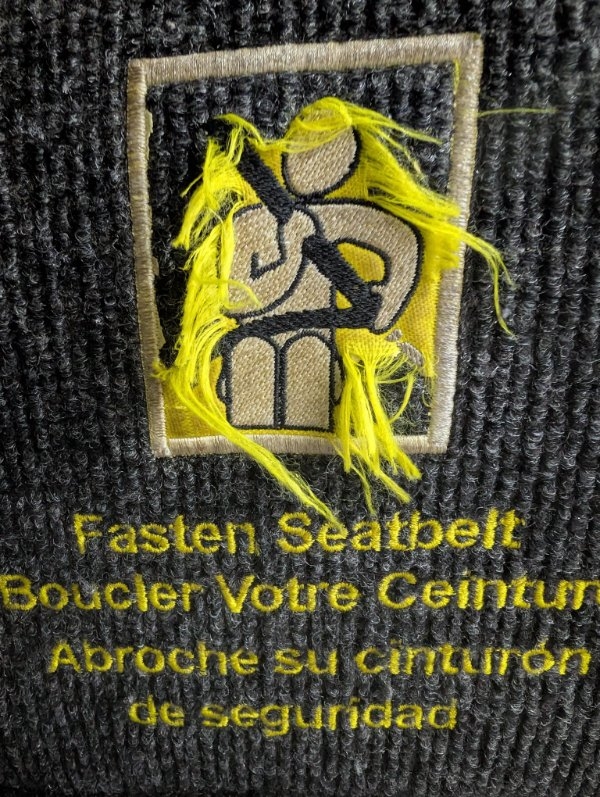 Fasten Seatbelt
Boucler Votre Ceintur
Abroche su cinturón
de seguridad